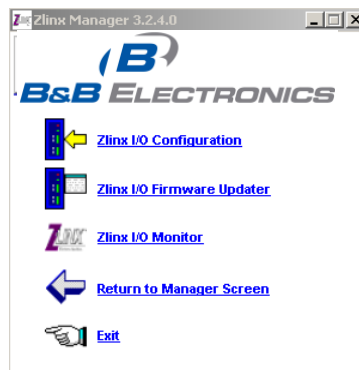 Zlinx Manager 3.2.4.0
B
B&B ELECTRONICS
Zlinx I/O Configuration
Zlinx I/O Firmware Updater
ZLINX
Zlinx I/O Monitor
Return to Manager Screen
Exit